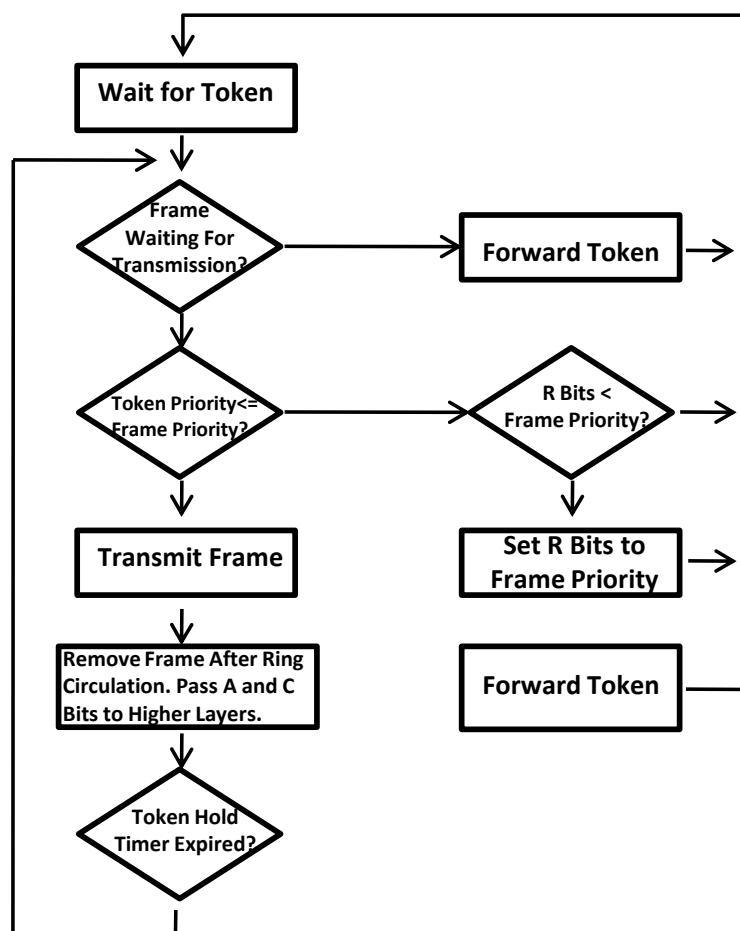 Wait for Token
Frame
Waiting For
Transmission?
Forward Token
Token Priority<=
Frame Priority?
R Bits <
Frame Priority?
Transmit Frame
Set R Bits to
Frame Priority
Remove Frame After Ring
Circulation. Pass A and C
Bits to Higher Layers.
Forward Token
Token Hold
Timer Expired?